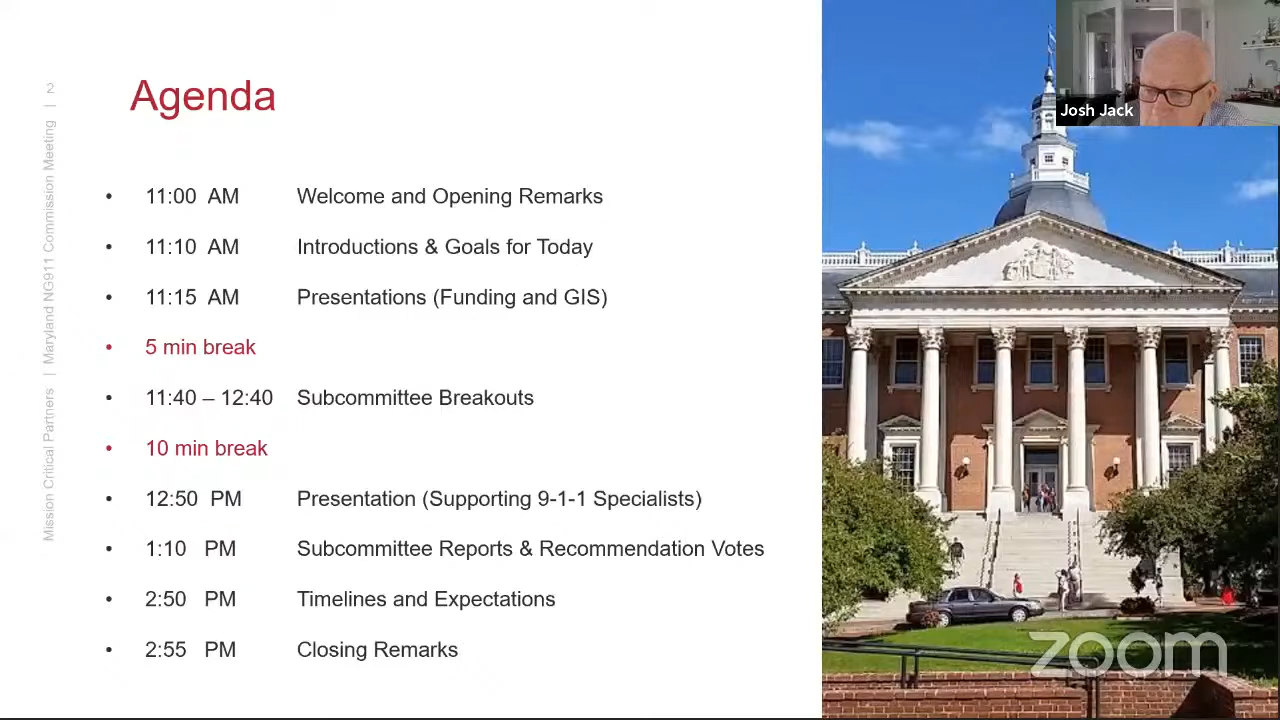 Agenda
• 11:00 AM Welcome and Opening Remarks
• 11:10 AM Introductions & Goals for Today
• 11:15 AM Presentations (Funding and GIS)
• 5 min break
• 11:40 – 12:40 Subcommittee Breakouts
• 10 min break
• 12:50 PM Presentation (Supporting 9-1-1 Specialists)
• 1:10 PM Subcommittee Reports & Recommendation Votes
• 2:50 PM Timelines and Expectations
• 2:55 PM Closing Remarks
Mission Critical Partners | Maryland NG911 Commission Meeting | 2
Josh Jack
zoom